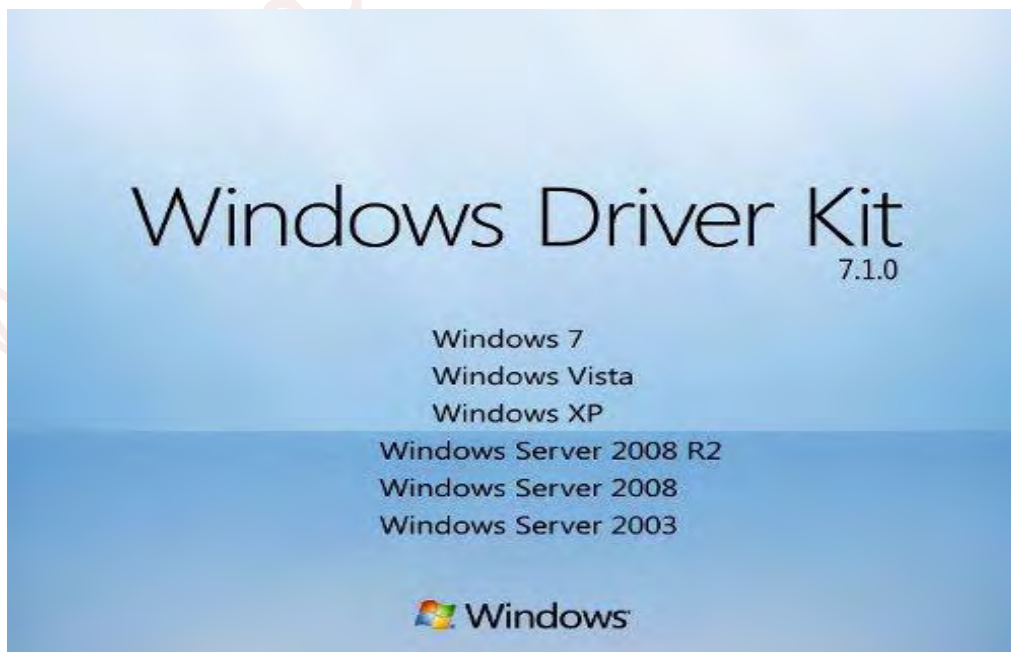 Windows Driver Kit
7.1.0
Windows 7
Windows Vista
Windows XP
Windows Server 2008 R2
Windows Server 2008
Windows Server 2003
Windows